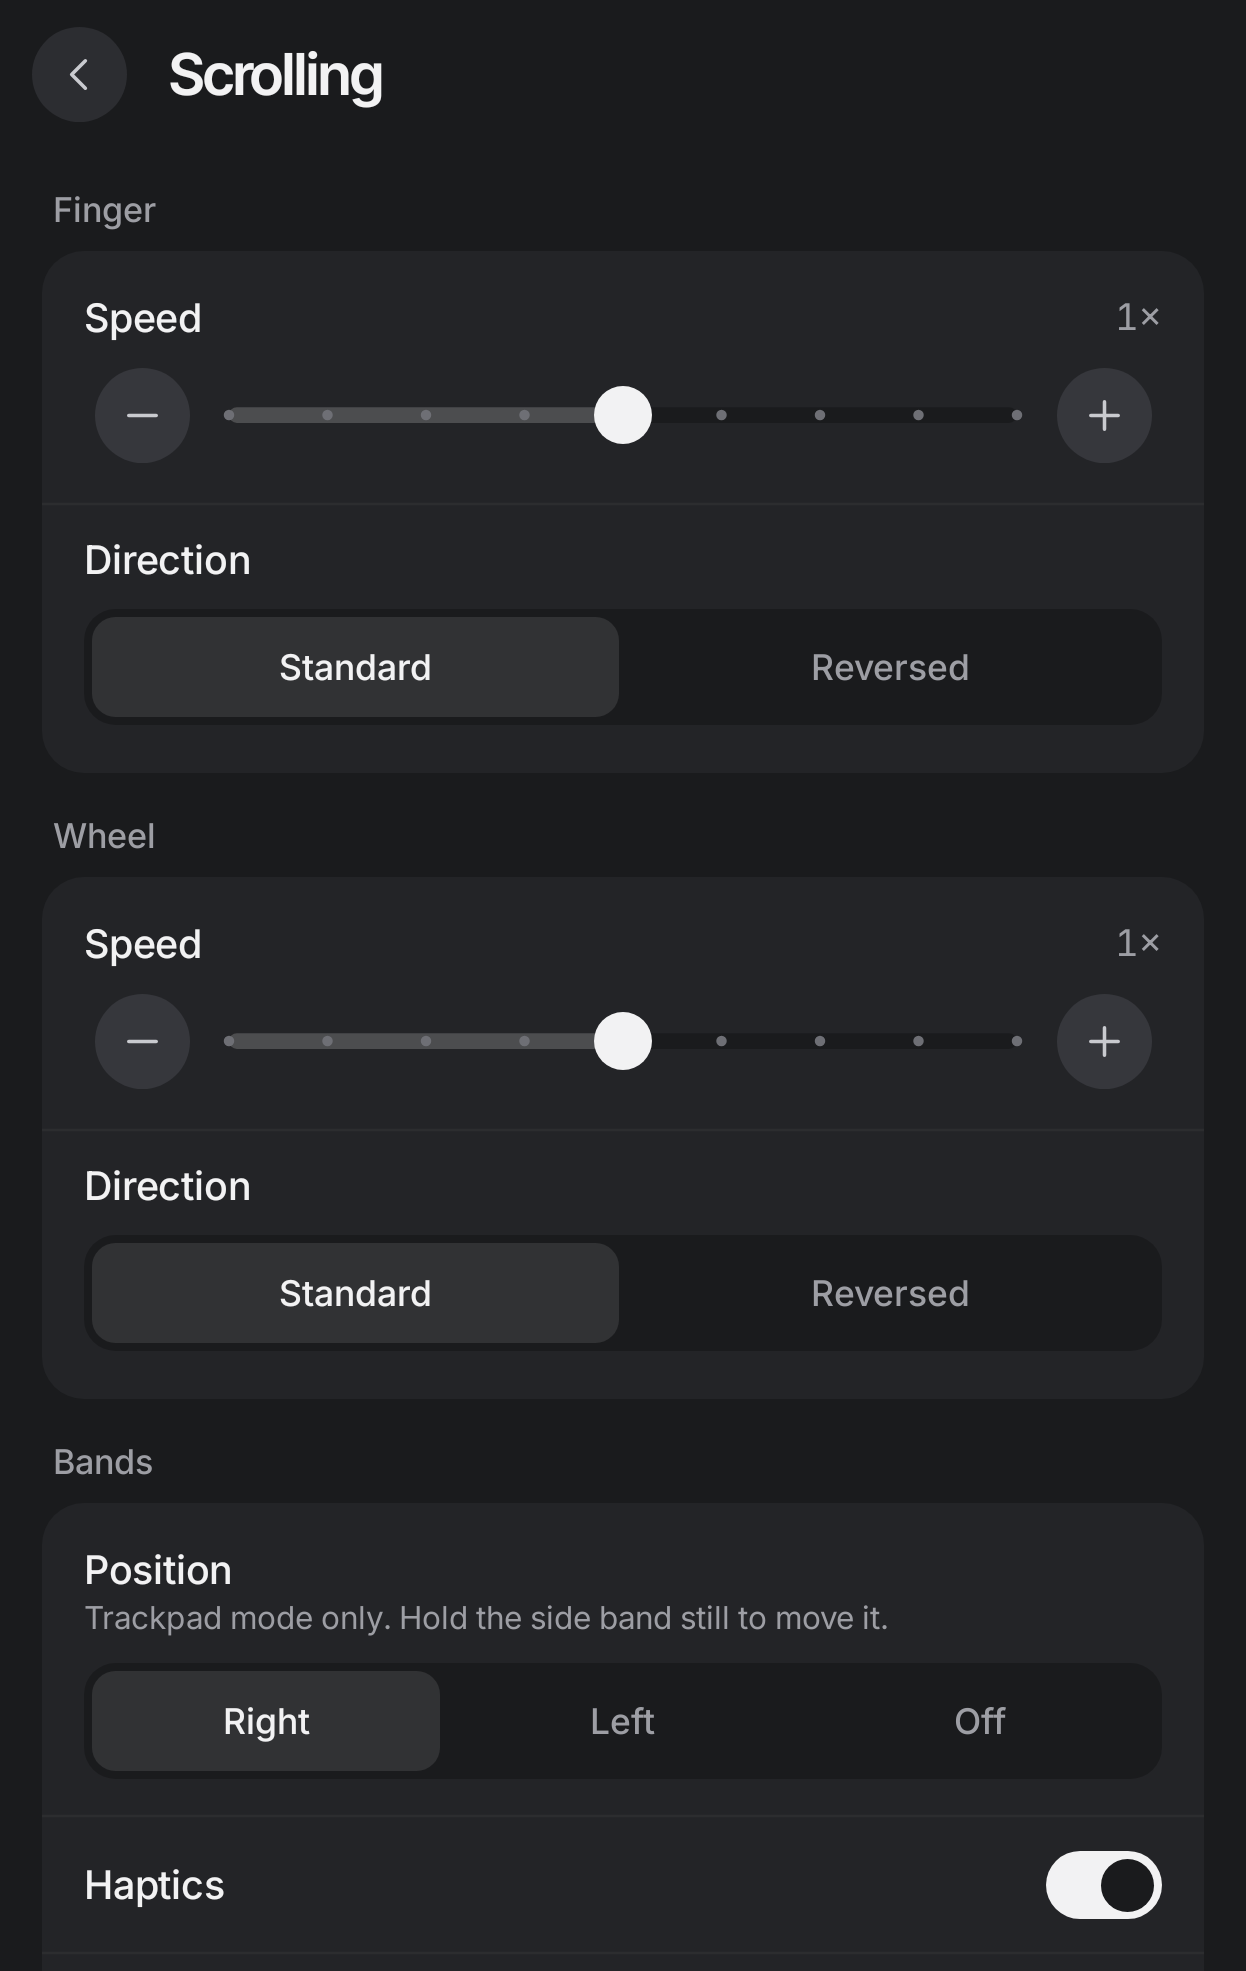 Scrolling
Finger
Speed 1×
Direction
Standard Reversed
Wheel
Speed 1×
Direction
Standard Reversed
Bands
Position
Trackpad mode only. Hold the side band still to move it.
Right Left Off
Haptics